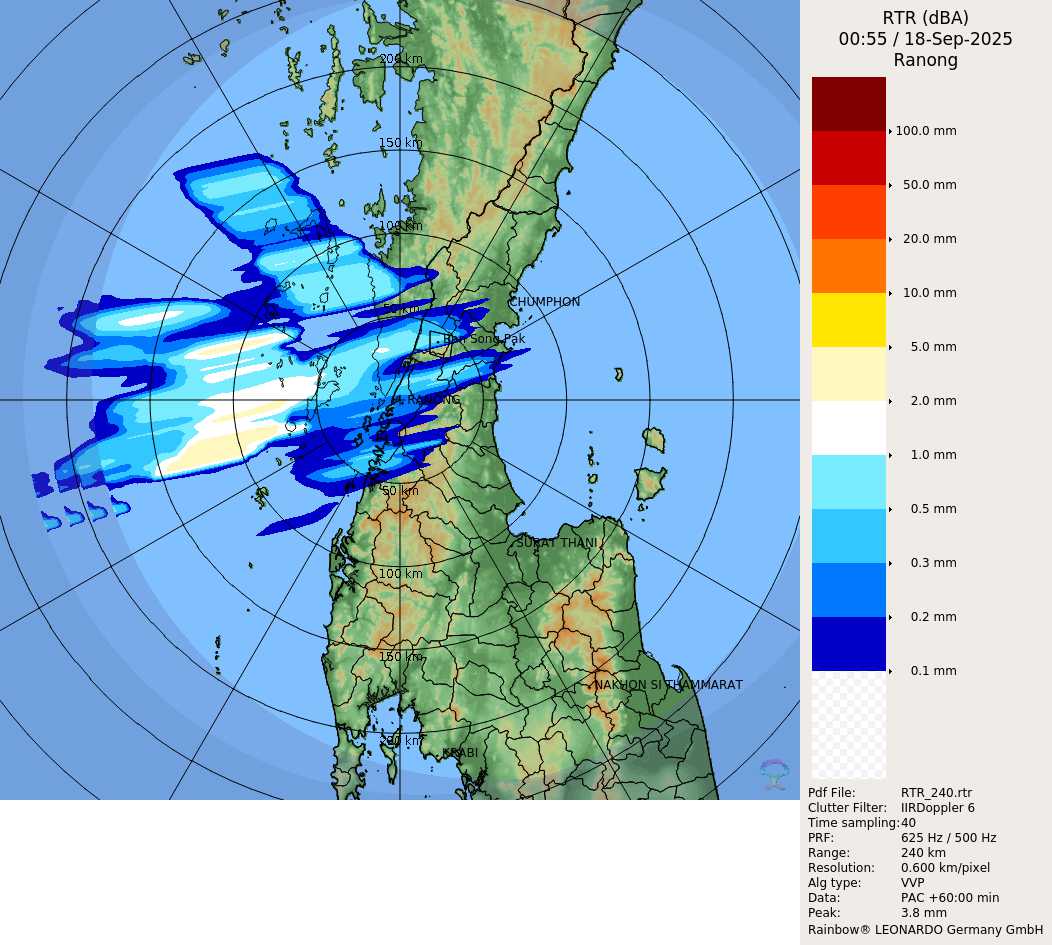 RTR (dBA)
00:55 / 18-Sep-2025
Ranong
100.0 mm
50.0 mm
20.0 mm
10.0 mm
5.0 mm
2.0 mm
1.0 mm
0.5 mm
0.3 mm
0.2 mm
0.1 mm
Pdf File: RTR_240.rtr
Clutter Filter: IIRDoppler 6
Time sampling: 40
PRF: 625 Hz / 500 Hz
Range: 240 km
Resolution: 0.600 km/pixel
Alg type: VVP
Data: PAC +60:00 min
Peak: 3.8 mm
Rainbow® LEONARDO Germany GmbH
200 km
150 km
100 km
50 km
CHUMPHON
Ban Song Pak
RANONG
50 km
SURAT THANI
100 km
150 km
NAKHON SI THAMMARAT
200 km
KRABI